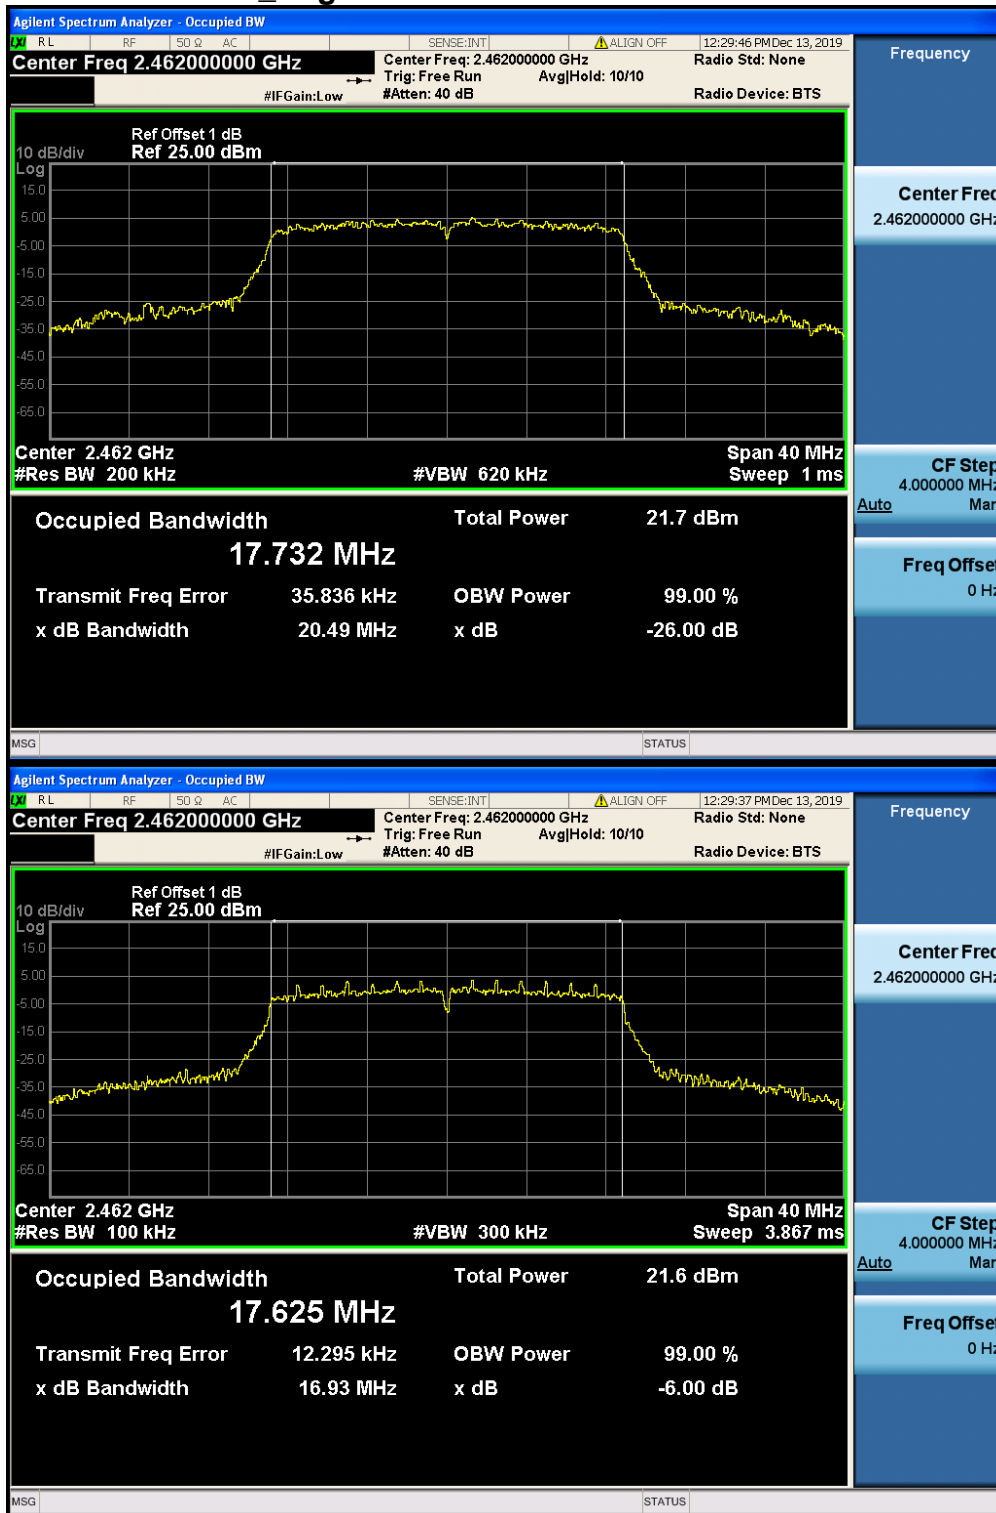 Agilent Spectrum Analyzer - Occupied BW
LXI RL RF 50 Ω AC SENSE:INT ALIGN OFF 12:29:46 PM Dec 13, 2019
Center Freq 2.462000000 GHz Center Freq: 2.462000000 GHz Radio Std: None Frequency
Trig: Free Run Avg|Hold: 10/10
#IFGain:Low #Atten: 40 dB Radio Device: BTS
Ref Offset 1 dB
10 dB/div Ref 25.00 dBm
Log
15.0
5.00
-5.00
-15.0
-25.0
-35.0
-45.0
-55.0
-65.0
Center 2.462 GHz Span 40 MHz
#Res BW 200 kHz #VBW 620 kHz Sweep 1 ms
Center Freq
2.462000000 GHz
CF Step
4.000000 MHz
Auto Man
Freq Offset
0 Hz
Occupied Bandwidth Total Power 21.7 dBm
17.732 MHz
Transmit Freq Error 35.836 kHz OBW Power 99.00 %
x dB Bandwidth 20.49 MHz x dB -26.00 dB
MSG STATUS
Agilent Spectrum Analyzer - Occupied BW
LXI RL RF 50 Ω AC SENSE:INT ALIGN OFF 12:29:37 PM Dec 13, 2019
Center Freq 2.462000000 GHz Center Freq: 2.462000000 GHz Radio Std: None Frequency
Trig: Free Run Avg|Hold: 10/10
#IFGain:Low #Atten: 40 dB Radio Device: BTS
Ref Offset 1 dB
10 dB/div Ref 25.00 dBm
Log
15.0
5.00
-5.00
-15.0
-25.0
-35.0
-45.0
-55.0
-65.0
Center 2.462 GHz Span 40 MHz
#Res BW 100 kHz #VBW 300 kHz Sweep 3.867 ms
Center Freq
2.462000000 GHz
CF Step
4.000000 MHz
Auto Man
Freq Offset
0 Hz
Occupied Bandwidth Total Power 21.6 dBm
17.625 MHz
Transmit Freq Error 12.295 kHz OBW Power 99.00 %
x dB Bandwidth 16.93 MHz x dB -6.00 dB
MSG STATUS